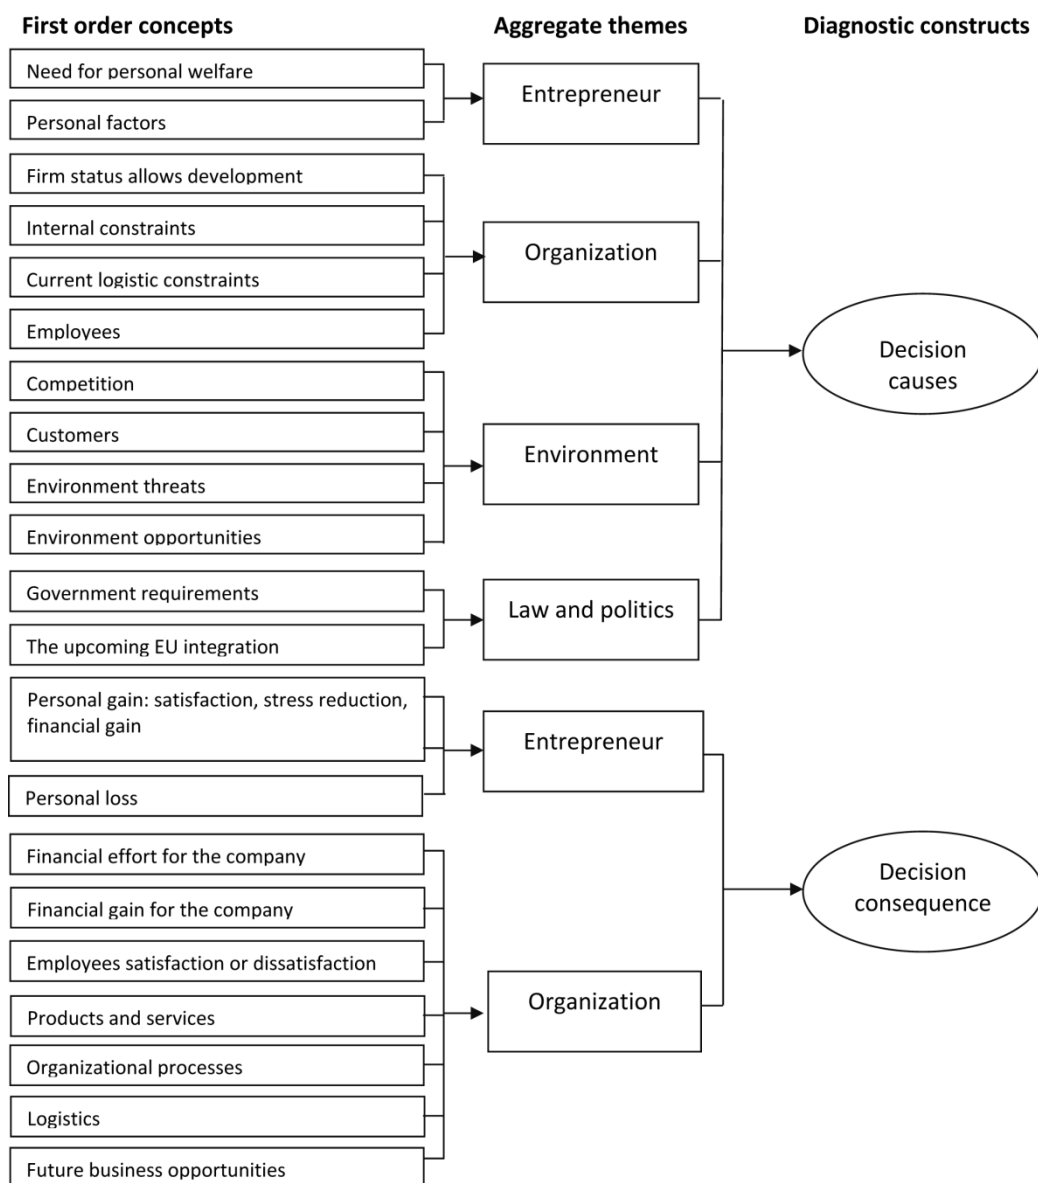 First order concepts
Aggregate themes
Diagnostic constructs
Need for personal welfare
Personal factors
Entrepreneur
Firm status allows development
Internal constraints
Current logistic constraints
Employees
Organization
Competition
Customers
Environment threats
Environment opportunities
Environment
Government requirements
The upcoming EU integration
Law and politics
Decision
causes
Personal gain: satisfaction, stress reduction,
financial gain
Personal loss
Entrepreneur
Financial effort for the company
Financial gain for the company
Employees satisfaction or dissatisfaction
Products and services
Organizational processes
Logistics
Future business opportunities
Organization
Decision
consequence